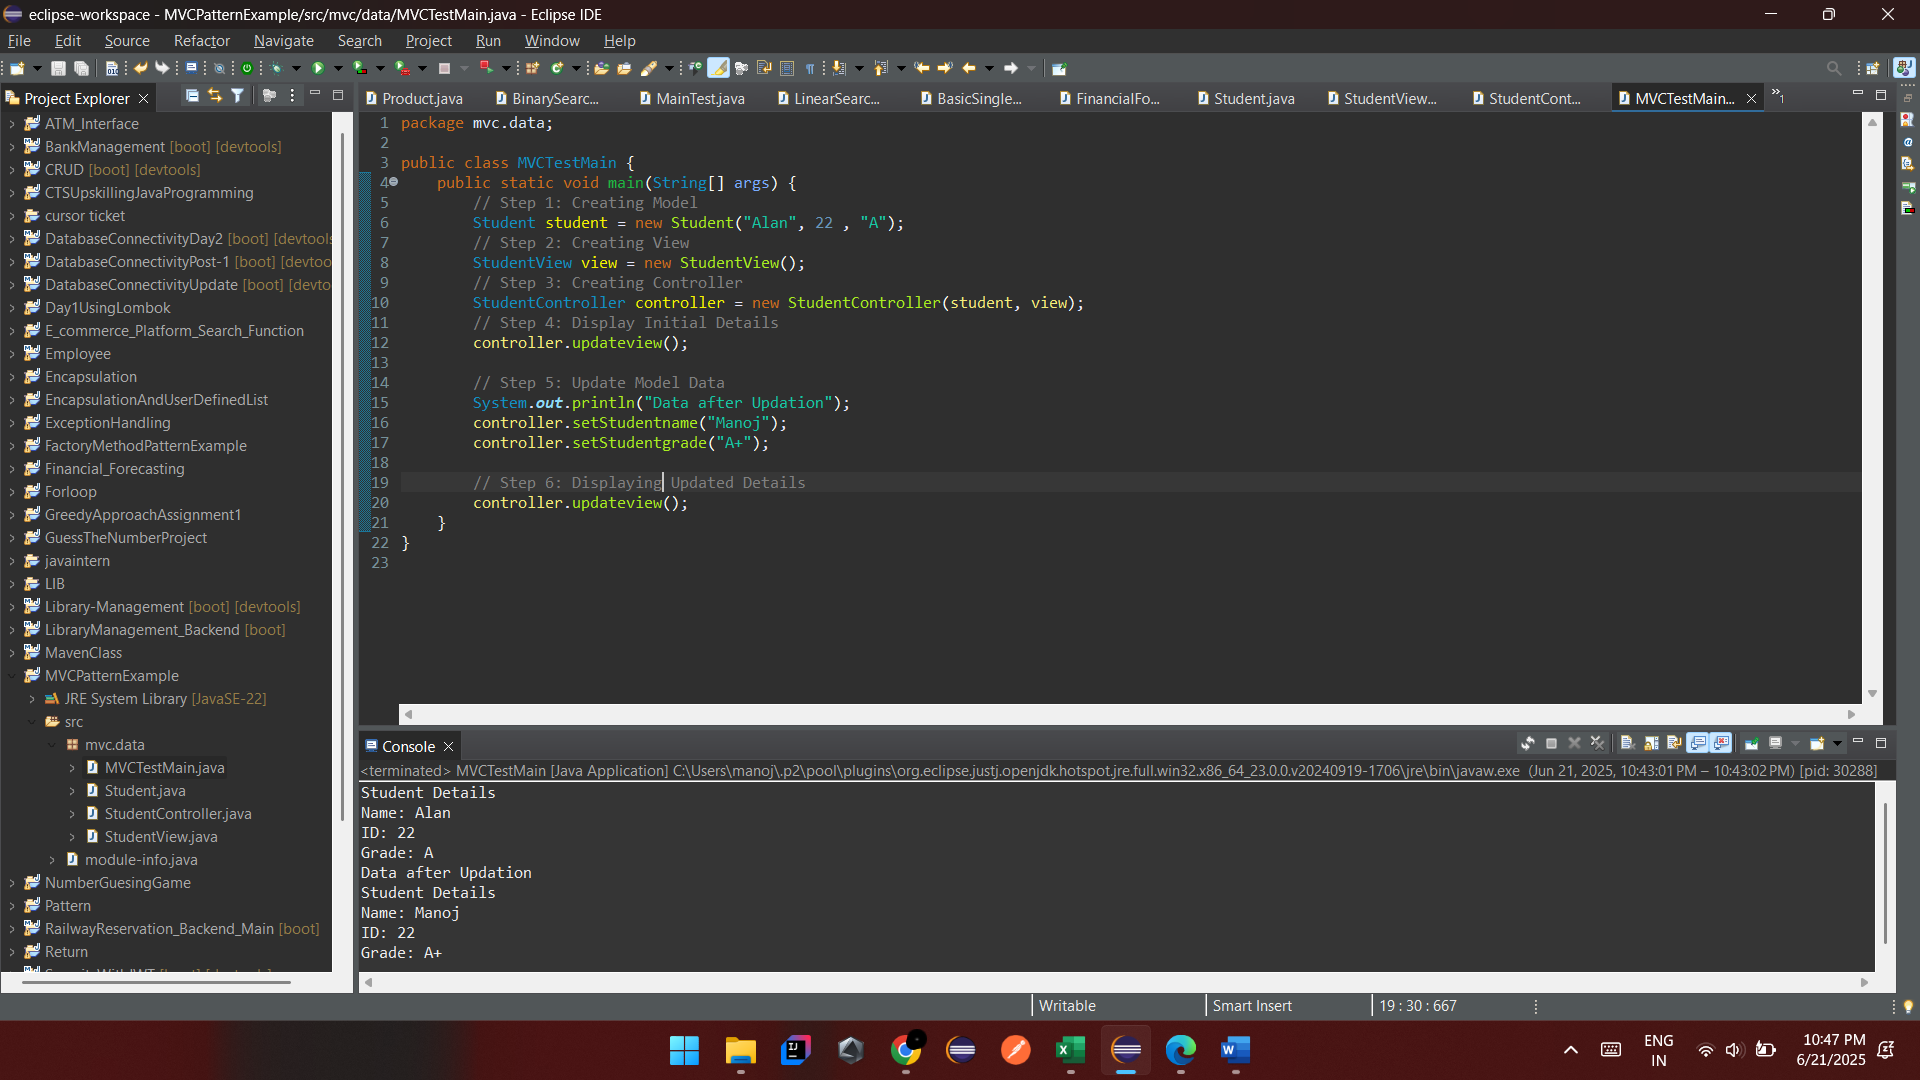 eclipse-workspace - MVCPatternExample/src/mvc/data/MVCTestMain.java - Eclipse IDE
File Edit Source Refactor Navigate Search Project Run Window Help
Project Explorer
ATM_Interface
BankManagement [boot] [devtools]
CRUD [boot] [devtools]
CTSUpskillingJavaProgramming
cursor ticket
DatabaseConnectivityDay2 [boot] [devtools
DatabaseConnectivityPost-1 [boot] [devtoo
DatabaseConnectivityUpdate [boot] [devto
Day1UsingLombok
E_commerce_Platform_Search_Function
Employee
Encapsulation
EncapsulationAndUserDefinedList
ExceptionHandling
FactoryMethodPatternExample
Financial_Forecasting
Forloop
GreedyApproachAssignment1
GuessTheNumberProject
javaintern
LIB
Library-Management [boot] [devtools]
LibraryManagement_Backend [boot]
MavenClass
MVCPatternExample
JRE System Library [JavaSE-22]
src
mvc.data
MVCTestMain.java
Student.java
StudentController.java
StudentView.java
module-info.java
NumberGuesingGame
Pattern
RailwayReservation_Backend_Main [boot]
Return
Product.java BinarySearc... MainTest.java LinearSearc... BasicSingle... FinancialFo... Student.java StudentView... StudentCont... MVCTestMain... »1
1 package mvc.data;
2
3 public class MVCTestMain {
4 public static void main(String[] args) {
5 // Step 1: Creating Model
6 Student student = new Student("Alan", 22 , "A");
7 // Step 2: Creating View
8 StudentView view = new StudentView();
9 // Step 3: Creating Controller
10 StudentController controller = new StudentController(student, view);
11 // Step 4: Display Initial Details
12 controller.updateview();
13
14 // Step 5: Update Model Data
15 System.out.println("Data after Updation");
16 controller.setStudentname("Manoj");
17 controller.setStudentgrade("A+");
18
19 // Step 6: Displaying Updated Details
20 controller.updateview();
21 }
22 }
23
Console
<terminated> MVCTestMain [Java Application] C:\Users\manoj\.p2\pool\plugins\org.eclipse.justj.openjdk.hotspot.jre.full.win32.x86_64_23.0.0.v20240919-1706\jre\bin\javaw.exe (Jun 21, 2025, 10:43:01 PM – 10:43:02 PM) [pid: 30288]
Student Details
Name: Alan
ID: 22
Grade: A
Data after Updation
Student Details
Name: Manoj
ID: 22
Grade: A+
Writable Smart Insert 19 : 30 : 667
ENG
IN
10:47 PM
6/21/2025